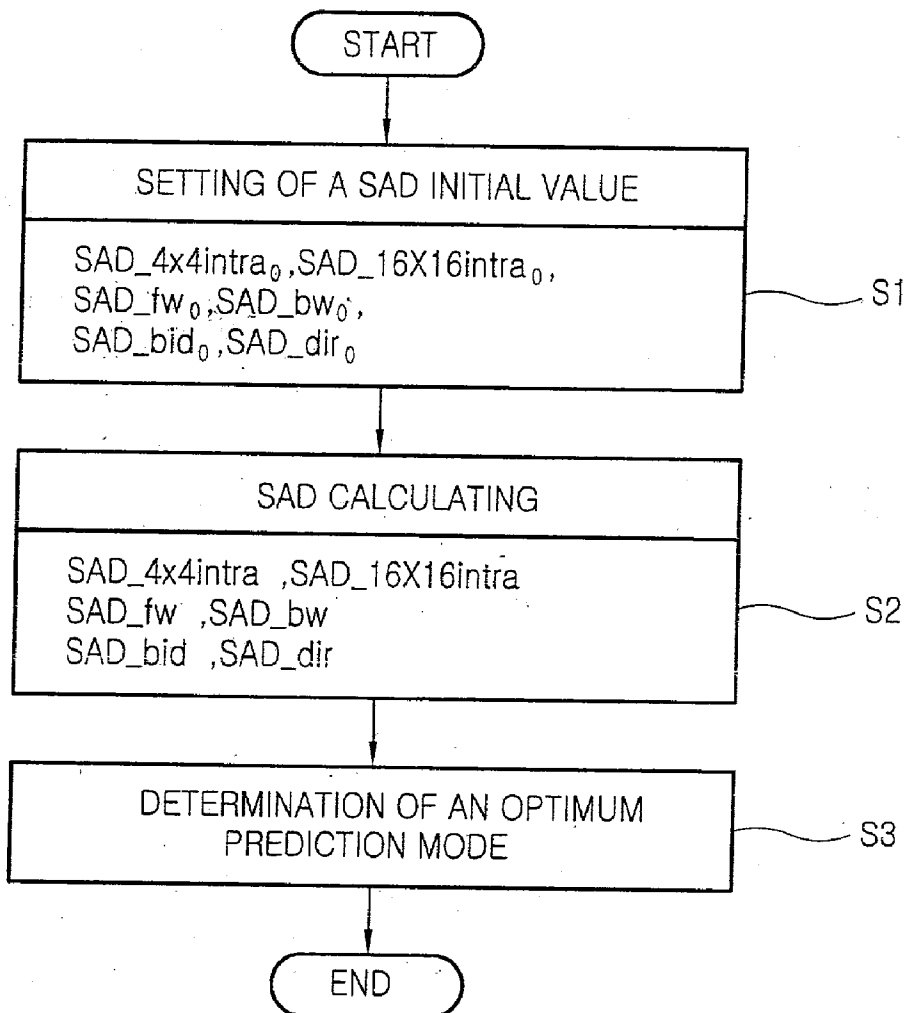 START
SETTING OF A SAD INITIAL VALUE
SAD_4x4intra₀,SAD_16X16intra₀,
SAD_fw₀,SAD_bw₀,
SAD_bid₀,SAD_dir₀
S1
SAD CALCULATING
SAD_4x4intra ,SAD_16X16intra
SAD_fw ,SAD_bw
SAD_bid ,SAD_dir
S2
DETERMINATION OF AN OPTIMUM
PREDICTION MODE
S3
END